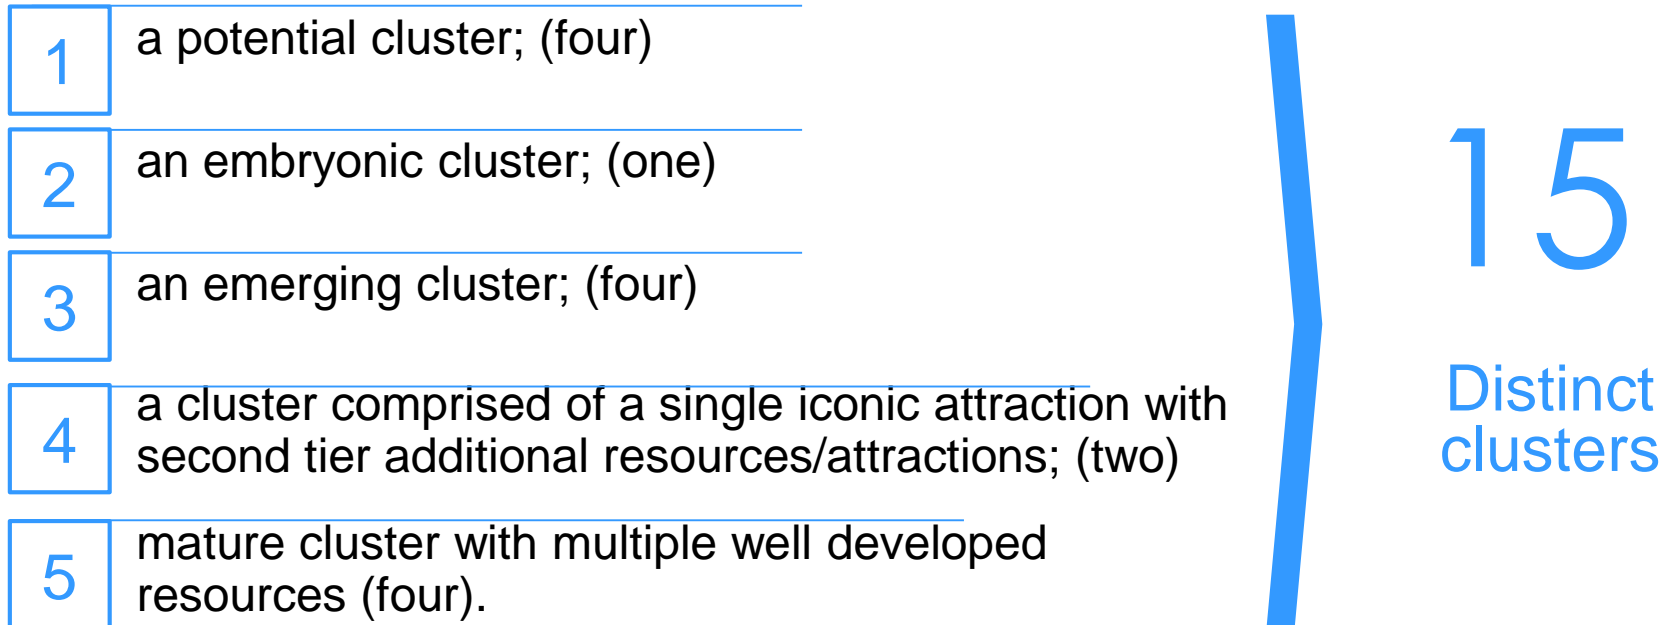 1
a potential cluster; (four)
2
an embryonic cluster; (one)
3
an emerging cluster; (four)
4
a cluster comprised of a single iconic attraction with
second tier additional resources/attractions; (two)
5
mature cluster with multiple well developed
resources (four).
15
Distinct
clusters